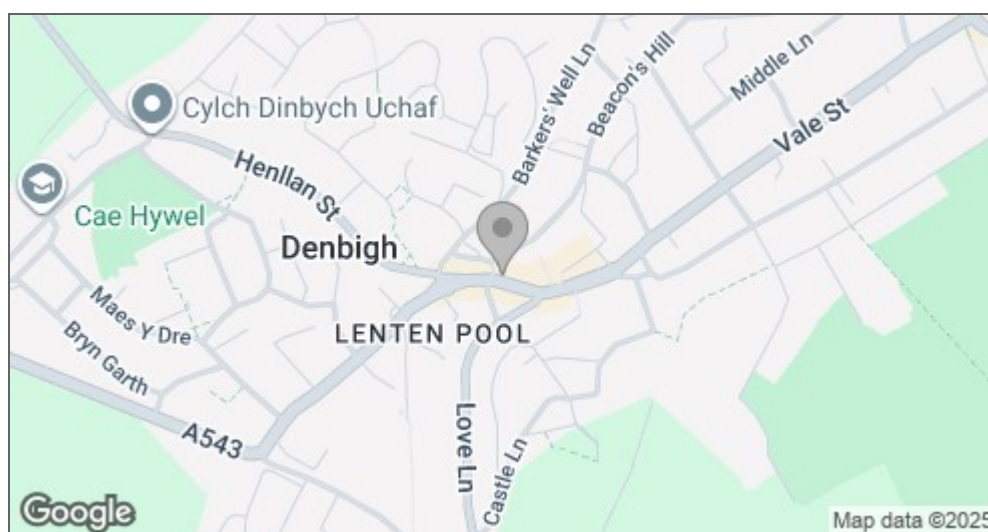 Barkers' Well Ln
Beacon's Hill
Middle Ln
Vale St
Cylch Dinbych Uchaf
Henllan St
Cae Hywel
Denbigh
LENTEN POOL
Maes Y Dre
Bryn Garth
A543
Love Ln
Castle Ln
Google
Map data ©2025